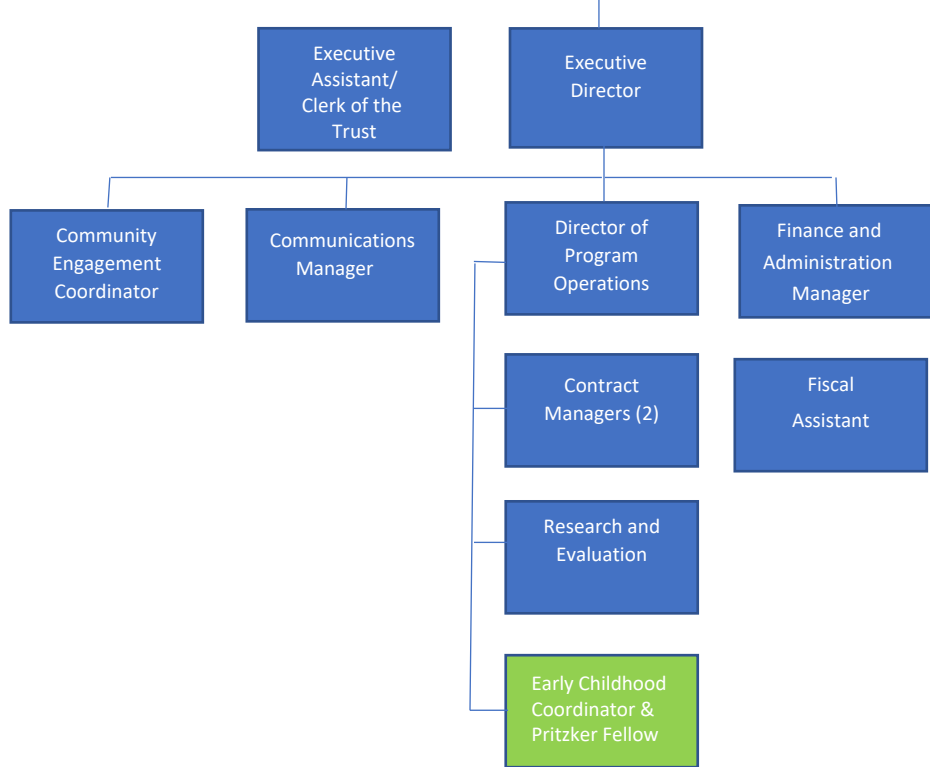 Executive
Assistant/
Clerk of the
Trust
Executive
Director
Community
Engagement
Coordinator
Communications
Manager
Director of
Program
Operations
Finance and
Administration
Manager
Contract
Managers (2)
Fiscal
Assistant
Research and
Evaluation
Early Childhood
Coordinator &
Pritzker Fellow